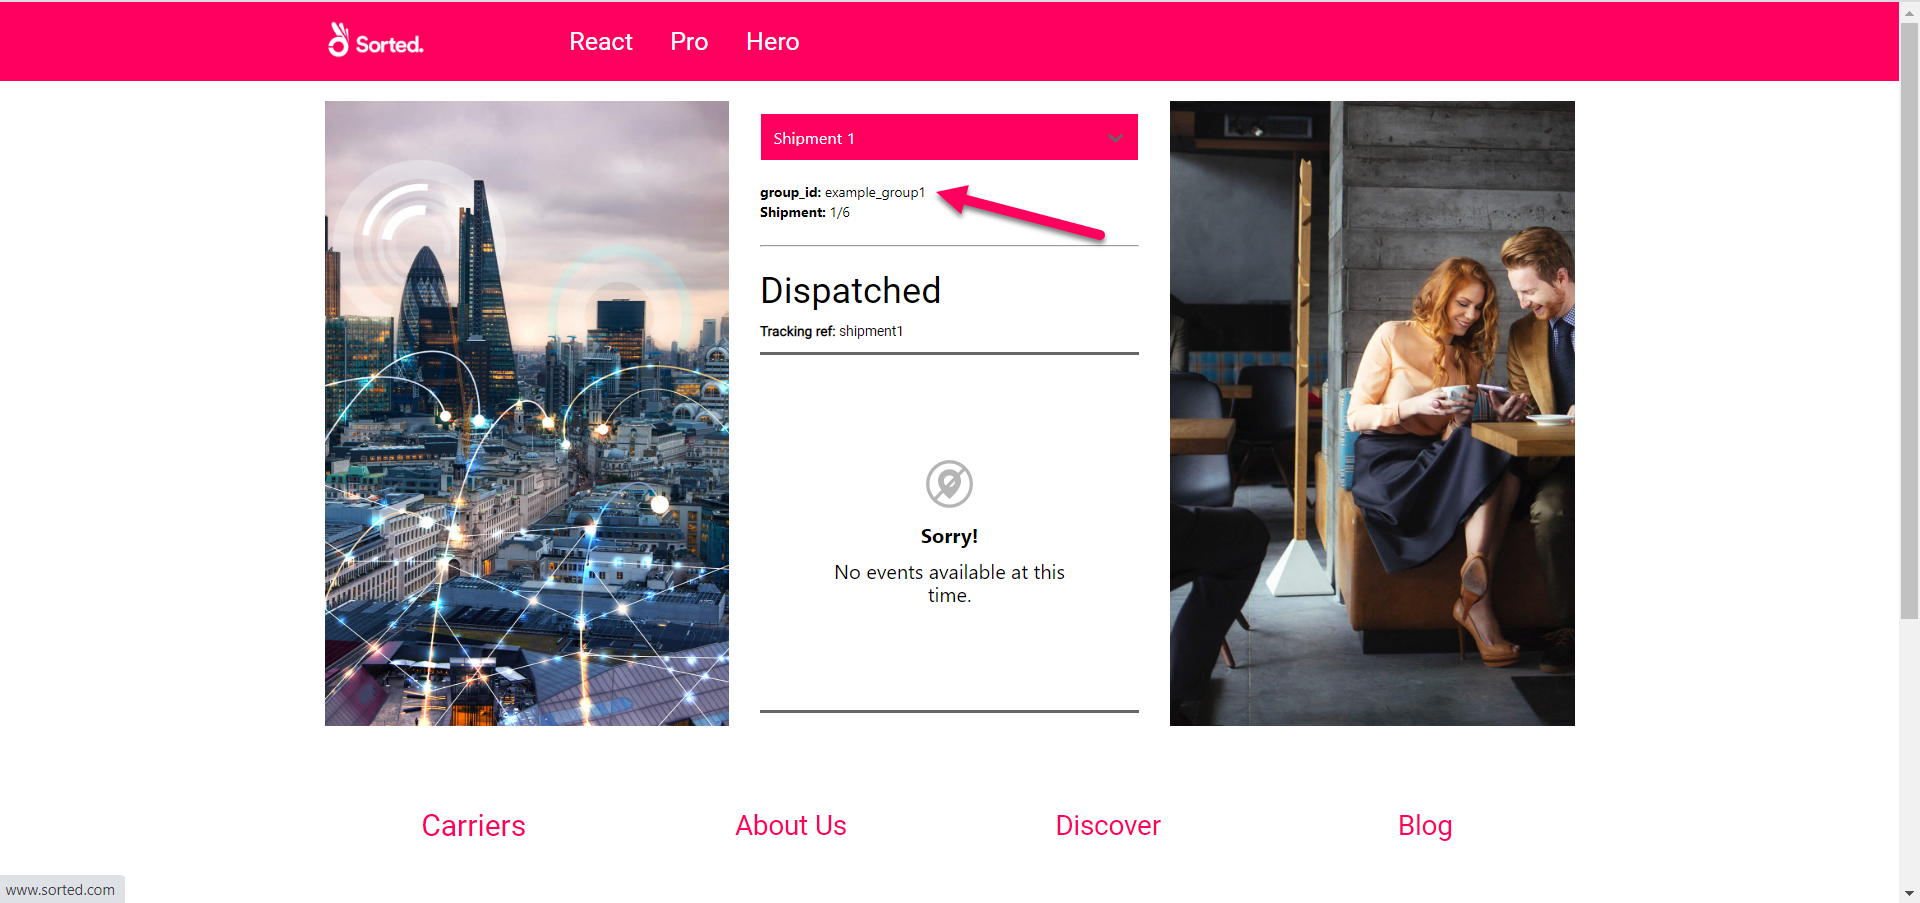 Sorted.
React
Pro
Hero
Shipment 1
group_id: example_group1
Shipment: 1/6
Dispatched
Tracking ref: shipment1
Sorry!
No events available at this
time.
Carriers
About Us
Discover
Blog
www.sorted.com